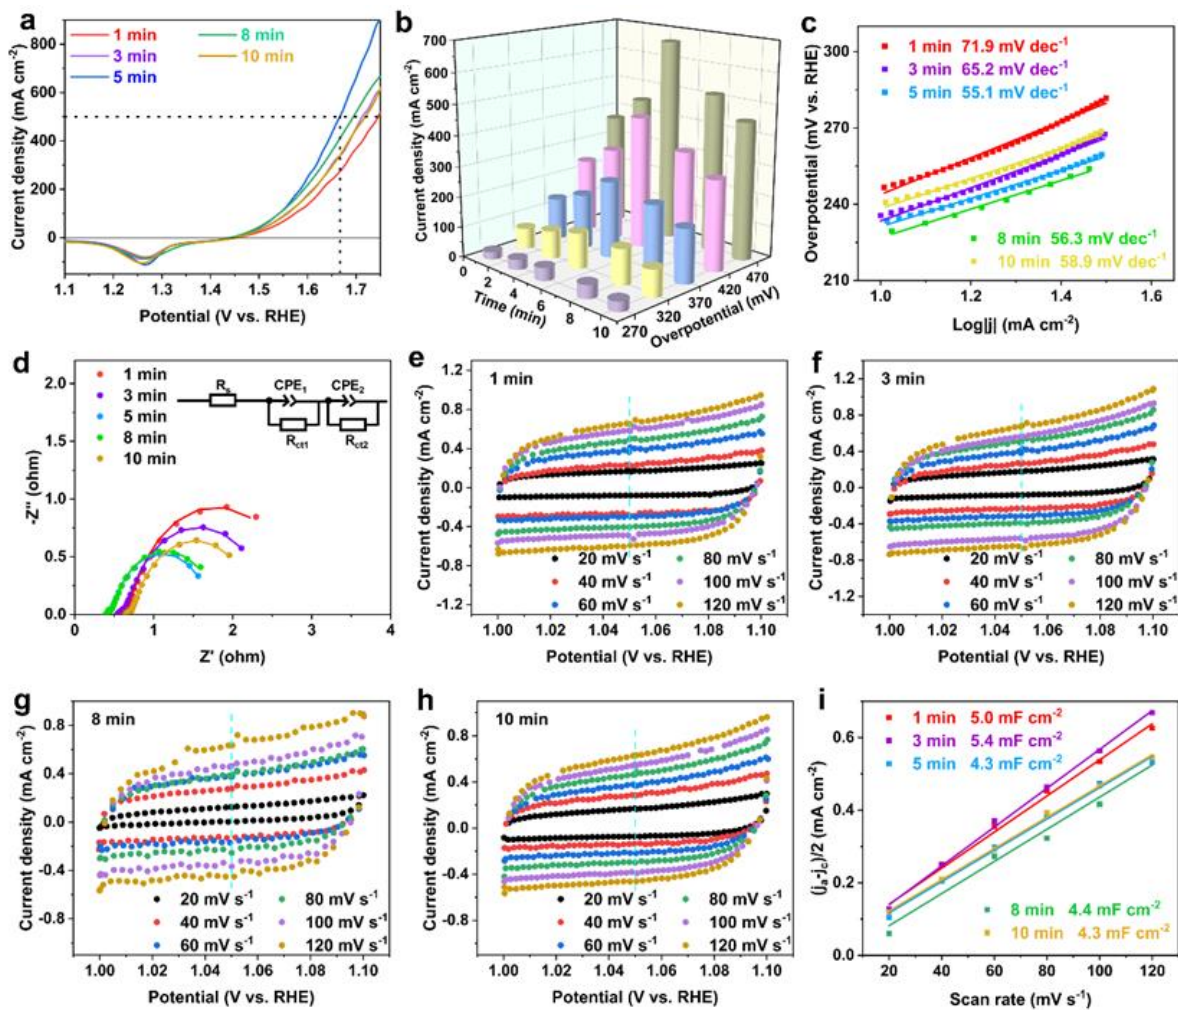 a
1 min
3 min
5 min
8 min
10 min
800
600
400
200
0
Current density (mA cm-2)
1.1 1.2 1.3 1.4 1.5 1.6 1.7
Potential (V vs. RHE)
b
700
600
500
400
300
200
100
0
Current density (mA cm-2)
0 2 4 6 8 10
Time (min)
270 320 370 420 470
Overpotential (mV)
c
1 min 71.9 mV dec-1
3 min 65.2 mV dec-1
5 min 55.1 mV dec-1
8 min 56.3 mV dec-1
10 min 58.9 mV dec-1
300
270
240
210
Overpotential (mV vs. RHE)
1.0 1.2 1.4 1.6
Log|j| (mA cm-2)
d
1 min
3 min
5 min
8 min
10 min
Rs CPE1 CPE2
Rct1 Rct2
2.0
1.5
1.0
0.5
0.0
-Z'' (ohm)
0 1 2 3 4
Z' (ohm)
e
1 min
1.2
0.8
0.4
0.0
-0.4
-0.8
-1.2
Current density (mA cm-2)
20 mV s-1 80 mV s-1
40 mV s-1 100 mV s-1
60 mV s-1 120 mV s-1
1.00 1.02 1.04 1.06 1.08 1.10
Potential (V vs. RHE)
f
3 min
1.2
0.8
0.4
0.0
-0.4
-0.8
-1.2
Current density (mA cm-2)
20 mV s-1 80 mV s-1
40 mV s-1 100 mV s-1
60 mV s-1 120 mV s-1
1.00 1.02 1.04 1.06 1.08 1.10
Potential (V vs. RHE)
g
8 min
0.8
0.4
0.0
-0.4
-0.8
Current density (mA cm-2)
20 mV s-1 80 mV s-1
40 mV s-1 100 mV s-1
60 mV s-1 120 mV s-1
1.00 1.02 1.04 1.06 1.08 1.10
Potential (V vs. RHE)
h
10 min
0.8
0.4
0.0
-0.4
-0.8
Current density (mA cm-2)
20 mV s-1 80 mV s-1
40 mV s-1 100 mV s-1
60 mV s-1 120 mV s-1
1.00 1.02 1.04 1.06 1.08 1.10
Potential (V vs. RHE)
i
1 min 5.0 mF cm-2
3 min 5.4 mF cm-2
5 min 4.3 mF cm-2
8 min 4.4 mF cm-2
10 min 4.3 mF cm-2
0.6
0.4
0.2
0.0
(ja-jc)/2 (mA cm-2)
20 40 60 80 100 120
Scan rate (mV s-1)